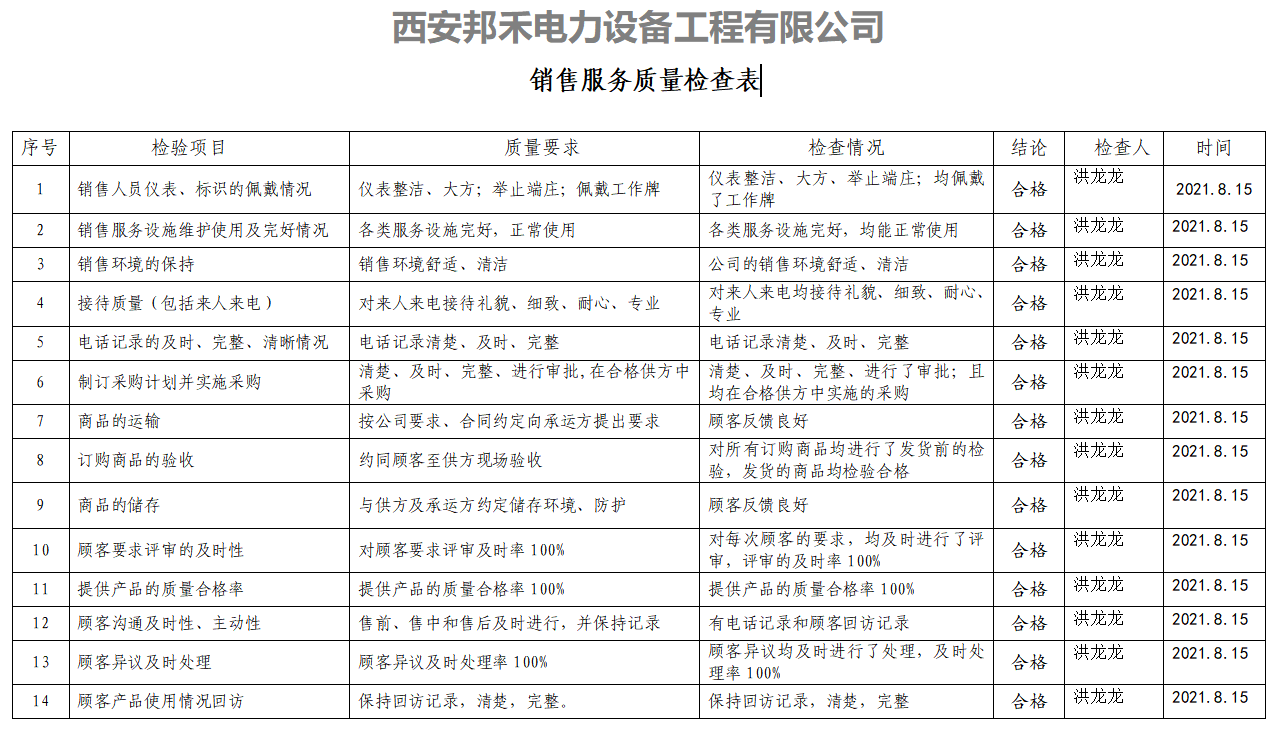 西安邦禾电力设备工程有限公司
销售服务质量检查表
序号 检验项目 质量要求 检查情况 结论 检查人 时间
1 销售人员仪表、标识的佩戴情况 仪表整洁、大方；举止端庄；佩戴工作牌 仪表整洁、大方、举止端庄；均佩戴 合格 洪龙龙 2021.8.15
了工作牌
2 销售服务设施维护使用及完好情况 各类服务设施完好，正常使用 各类服务设施完好，均能正常使用 合格 洪龙龙 2021.8.15
3 销售环境的保持 销售环境舒适、清洁 公司的销售环境舒适、清洁 合格 洪龙龙 2021.8.15
4 接待质量（包括来人来电） 对来人来电接待礼貌、细致、耐心、专业 对来人来电均接待礼貌、细致、耐心、 合格 洪龙龙 2021.8.15
专业
5 电话记录的及时、完整、清晰情况 电话记录清楚、及时、完整 电话记录清楚、及时、完整 合格 洪龙龙 2021.8.15
6 制订采购计划并实施采购 清楚、及时、完整、进行审批,在合格供方中 清楚、及时、完整、进行了审批；且 合格 洪龙龙 2021.8.15
采购 均在合格供方中实施的采购
7 商品的运输 按公司要求、合同约定向承运方提出要求 顾客反馈良好 合格 洪龙龙 2021.8.15
8 订购商品的验收 约同顾客至供方现场验收 对所有订购商品均进行了发货前的检 合格 洪龙龙 2021.8.15
验，发货的商品均检验合格
9 商品的储存 与供方及承运方约定储存环境、防护 顾客反馈良好 合格 洪龙龙 2021.8.15
10 顾客要求评审的及时性 对顾客要求评审及时率100% 对每次顾客的要求，均及时进行了评 合格 洪龙龙 2021.8.15
审，评审的及时率100%
11 提供产品的质量合格率 提供产品的质量合格率100% 提供产品的质量合格率100% 合格 洪龙龙 2021.8.15
12 顾客沟通及时性、主动性 售前、售中和售后及时进行，并保持记录 有电话记录和顾客回访记录 合格 洪龙龙 2021.8.15
13 顾客异议及时处理 顾客异议及时处理率100% 顾客异议均及时进行了处理，及时处 合格 洪龙龙 2021.8.15
理率100%
14 顾客产品使用情况回访 保持回访记录，清楚，完整。 保持回访记录，清楚，完整 合格 洪龙龙 2021.8.15